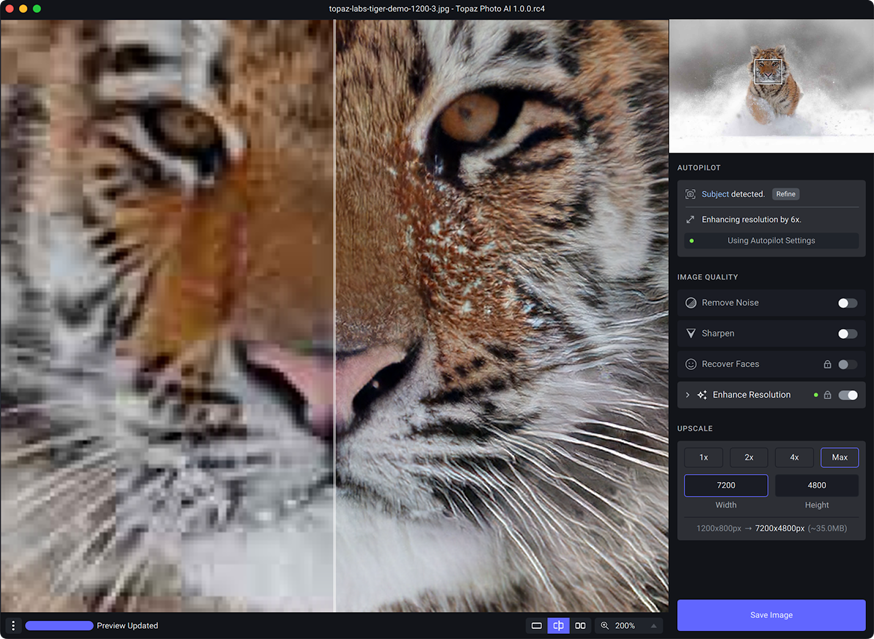 topaz-labs-tiger-demo-1200-3.jpg - Topaz Photo AI 1.0.0.rc4
AUTOPILOT
Subject detected. Refine
Enhancing resolution by 6x.
Using Autopilot Settings
IMAGE QUALITY
Remove Noise
Sharpen
Recover Faces
Enhance Resolution
UPSCALE
1x 2x 4x Max
7200 4800
Width Height
1200x800px → 7200x4800px (~35.0MB)
Preview Updated
200%
Save Image